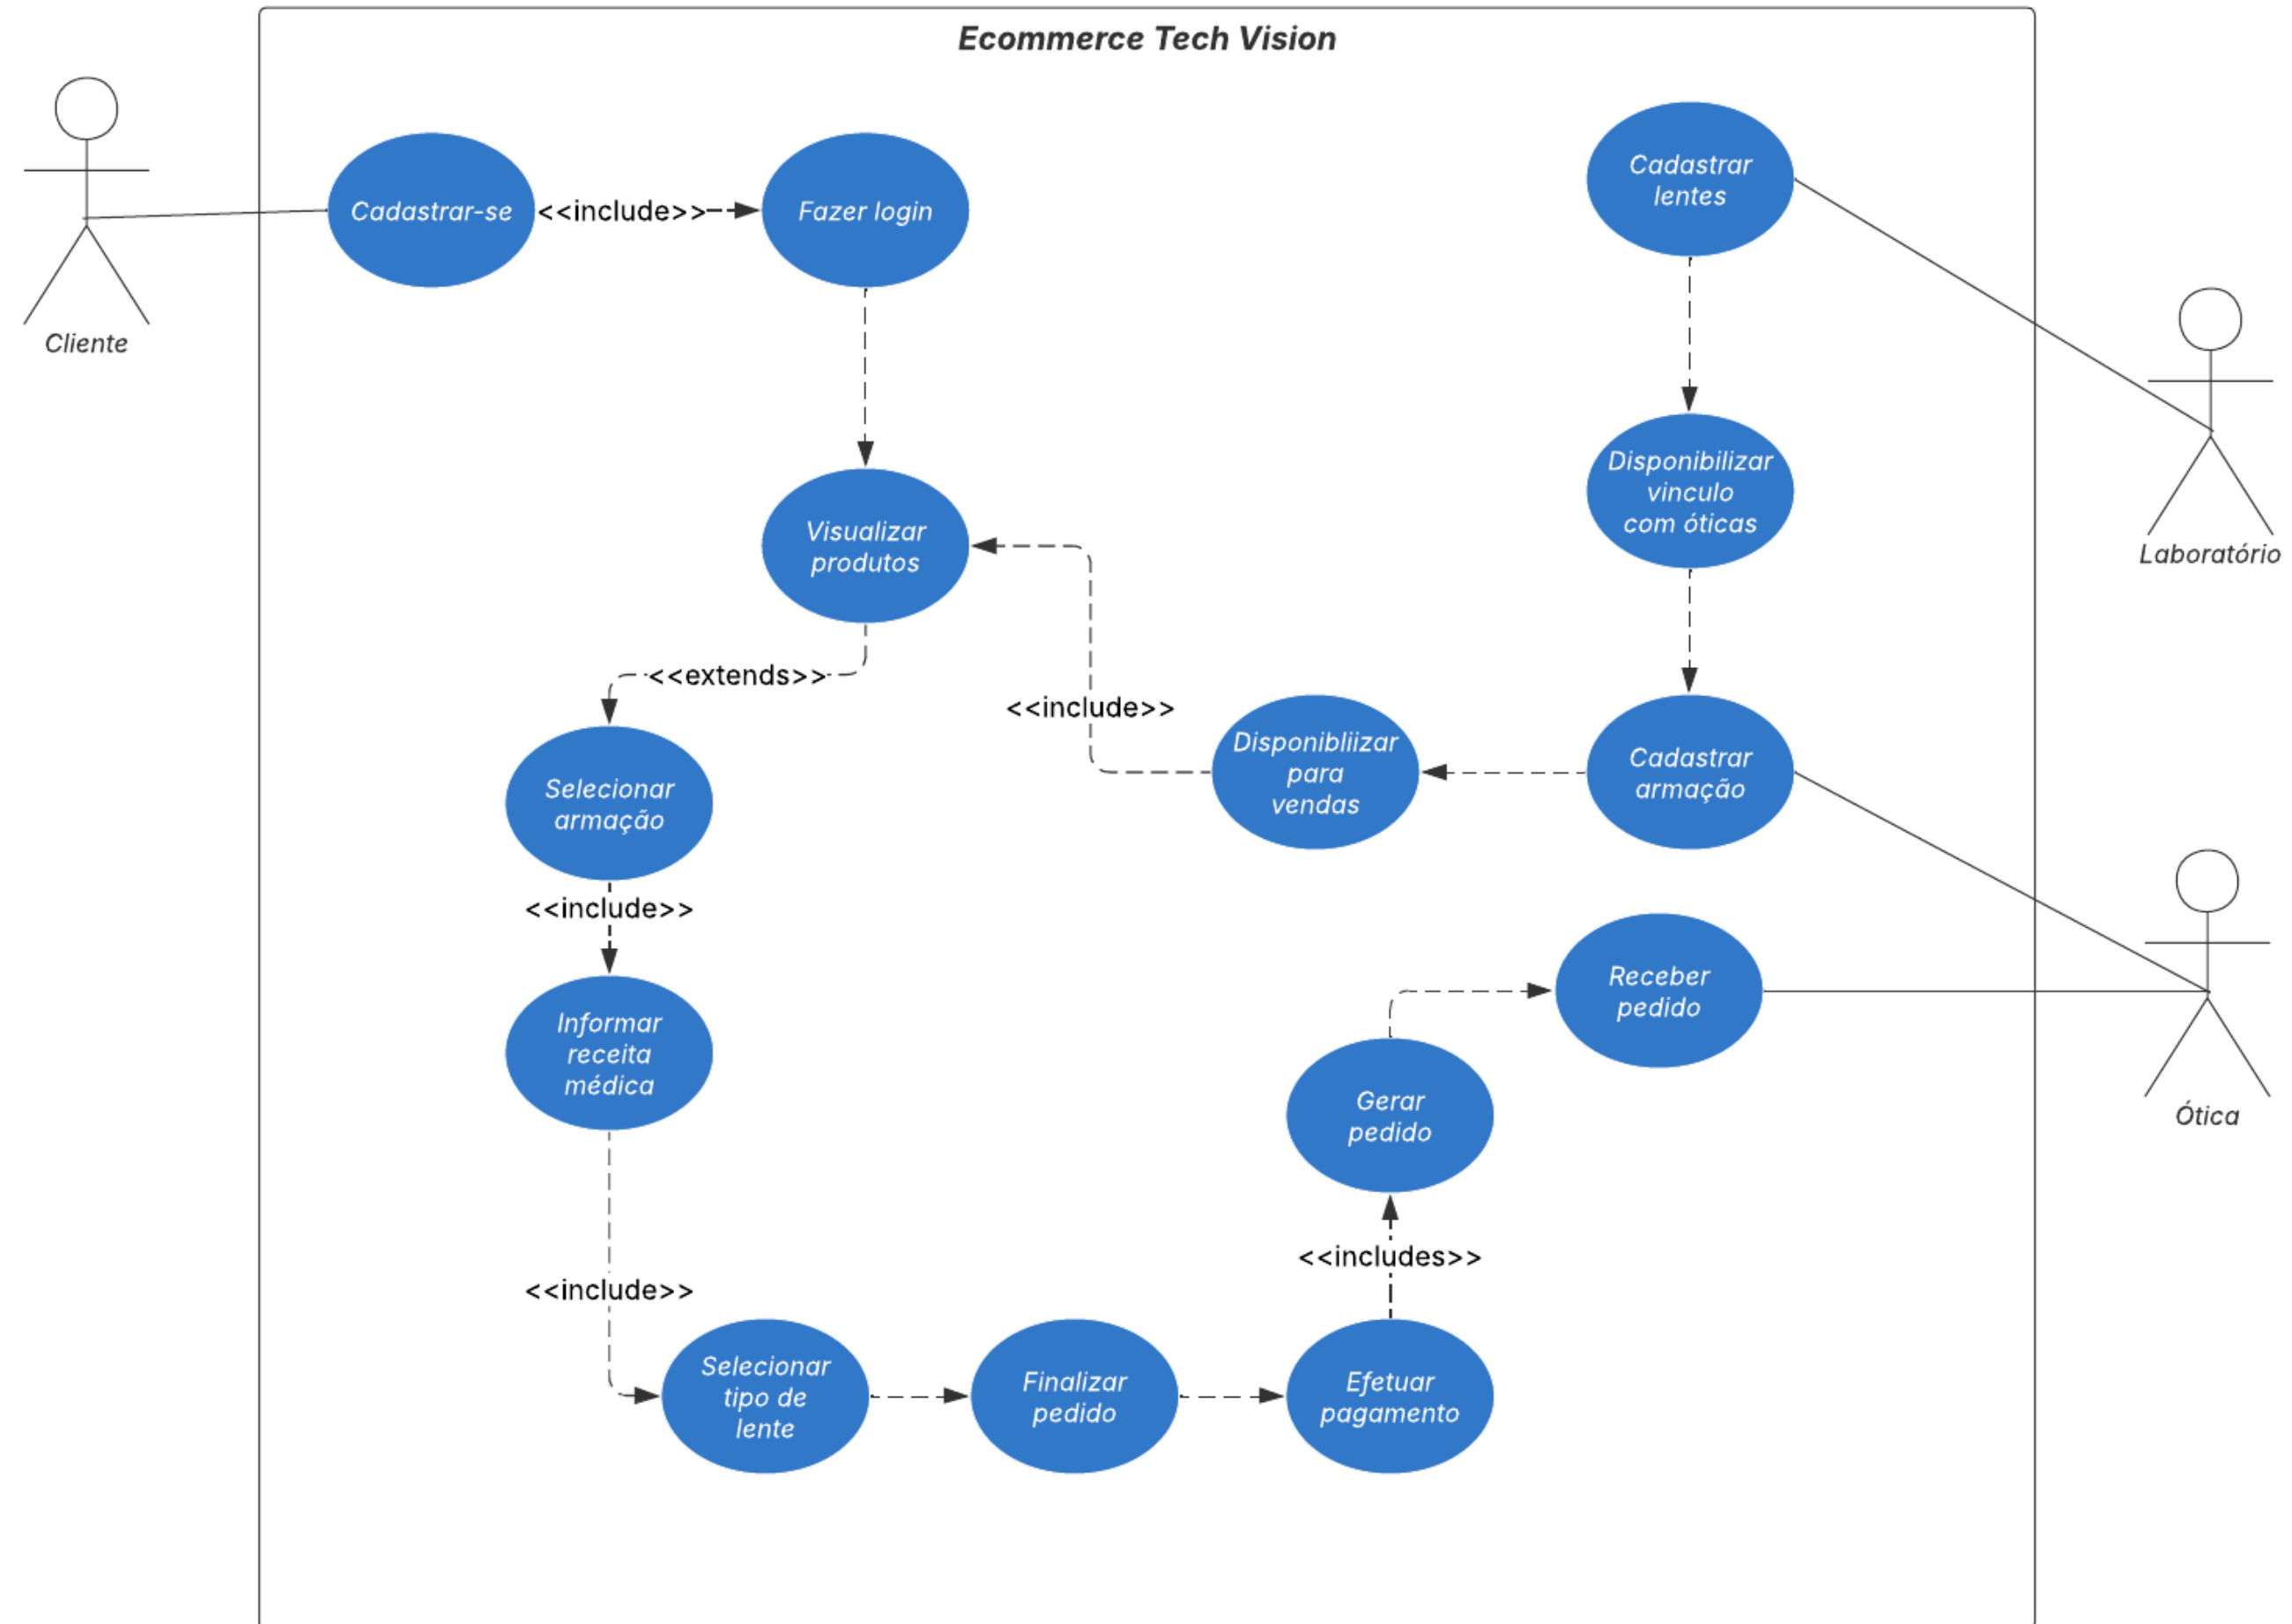 Ecommerce Tech Vision
Cliente
Cadastrar-se
<<include>>
Fazer login
Cadastrar
lentes
Laboratório
Disponibilizar
vinculo
com óticas
Visualizar
produtos
<<extends>>
<<include>>
Disponibliizar
para
vendas
Cadastrar
armação
Selecionar
armação
<<include>>
Informar
receita
médica
Receber
pedido
Ótica
Gerar
pedido
<<includes>>
<<include>>
Selecionar
tipo de
lente
Finalizar
pedido
Efetuar
pagamento